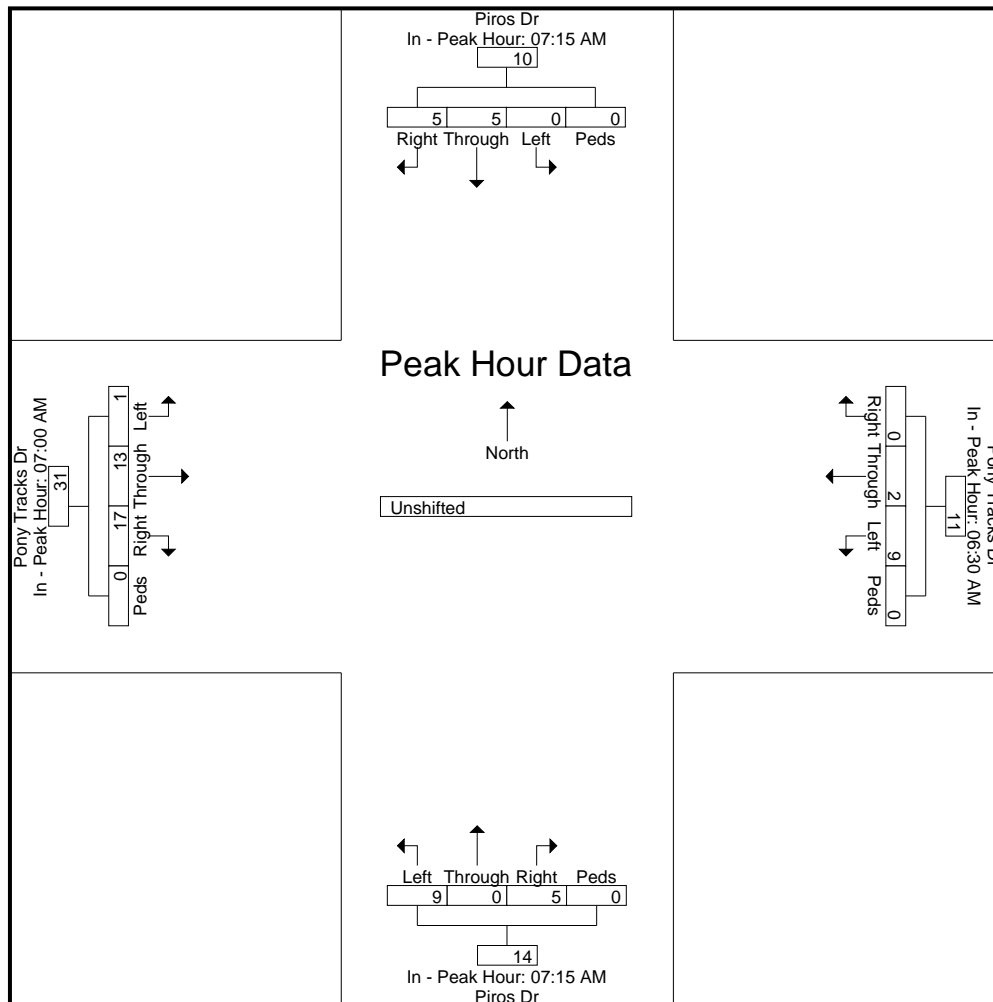 Piros Dr
In - Peak Hour: 07:15 AM
10
5 5 0 0
Right Through Left Peds
Peak Hour Data
North
Unshifted
Pony Tracks Dr
In - Peak Hour: 07:00 AM
31
1 13 17 0
Left Through Right Peds
Right Through Left Peds
0 2 9 0
11
In - Peak Hour: 06:30 AM
Pony Tracks Dr
Left Through Right Peds
9 0 5 0
14
In - Peak Hour: 07:15 AM
Piros Dr